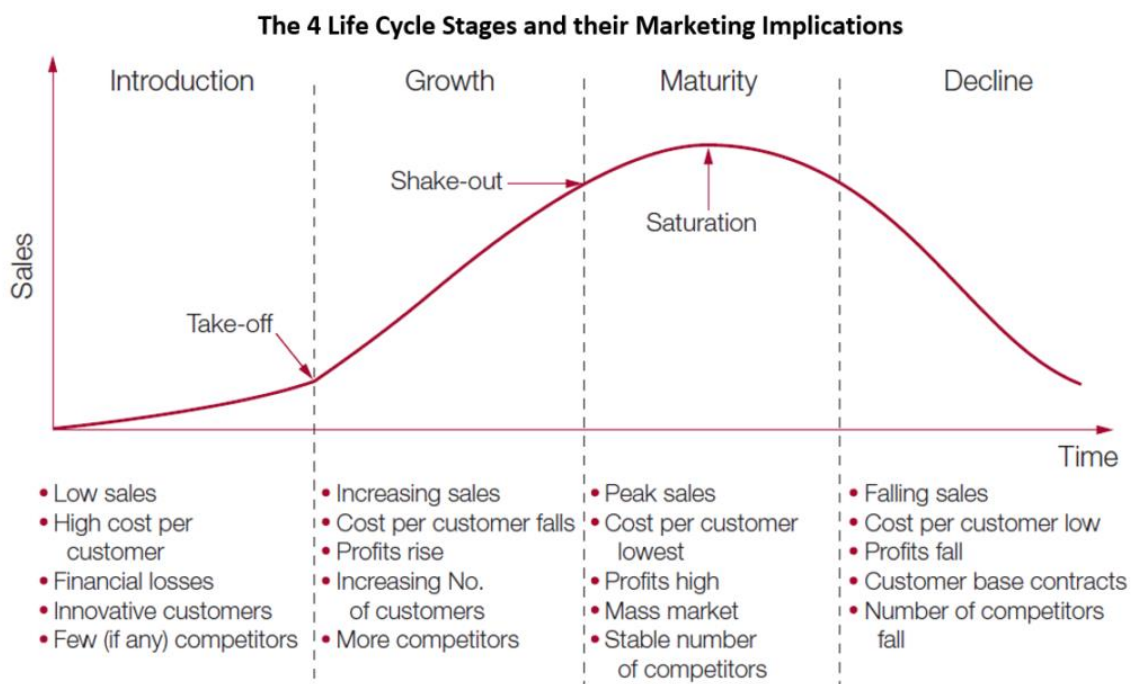 The 4 Life Cycle Stages and their Marketing Implications
Introduction
Growth
Maturity
Decline
Shake-out
Saturation
Sales
Take-off
Time
• Low sales
• High cost per
customer
• Financial losses
• Innovative customers
• Few (if any) competitors
• Increasing sales
• Cost per customer falls
• Profits rise
• Increasing No.
of customers
• More competitors
• Peak sales
• Cost per customer
lowest
• Profits high
• Mass market
• Stable number
of competitors
• Falling sales
• Cost per customer low
• Profits fall
• Customer base contracts
• Number of competitors
fall